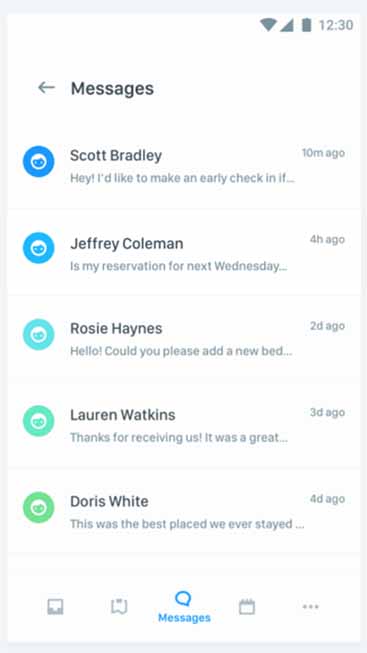 12:30
Messages
Scott Bradley
10m ago
Hey! I'd like to make an early check in if...
Jeffrey Coleman
4h ago
Is my reservation for next Wednesday...
Rosie Haynes
2d ago
Hello! Could you please add a new bed...
Lauren Watkins
3d ago
Thanks for receiving us! It was a great...
Doris White
4d ago
This was the best placed we ever stayed ...
Messages